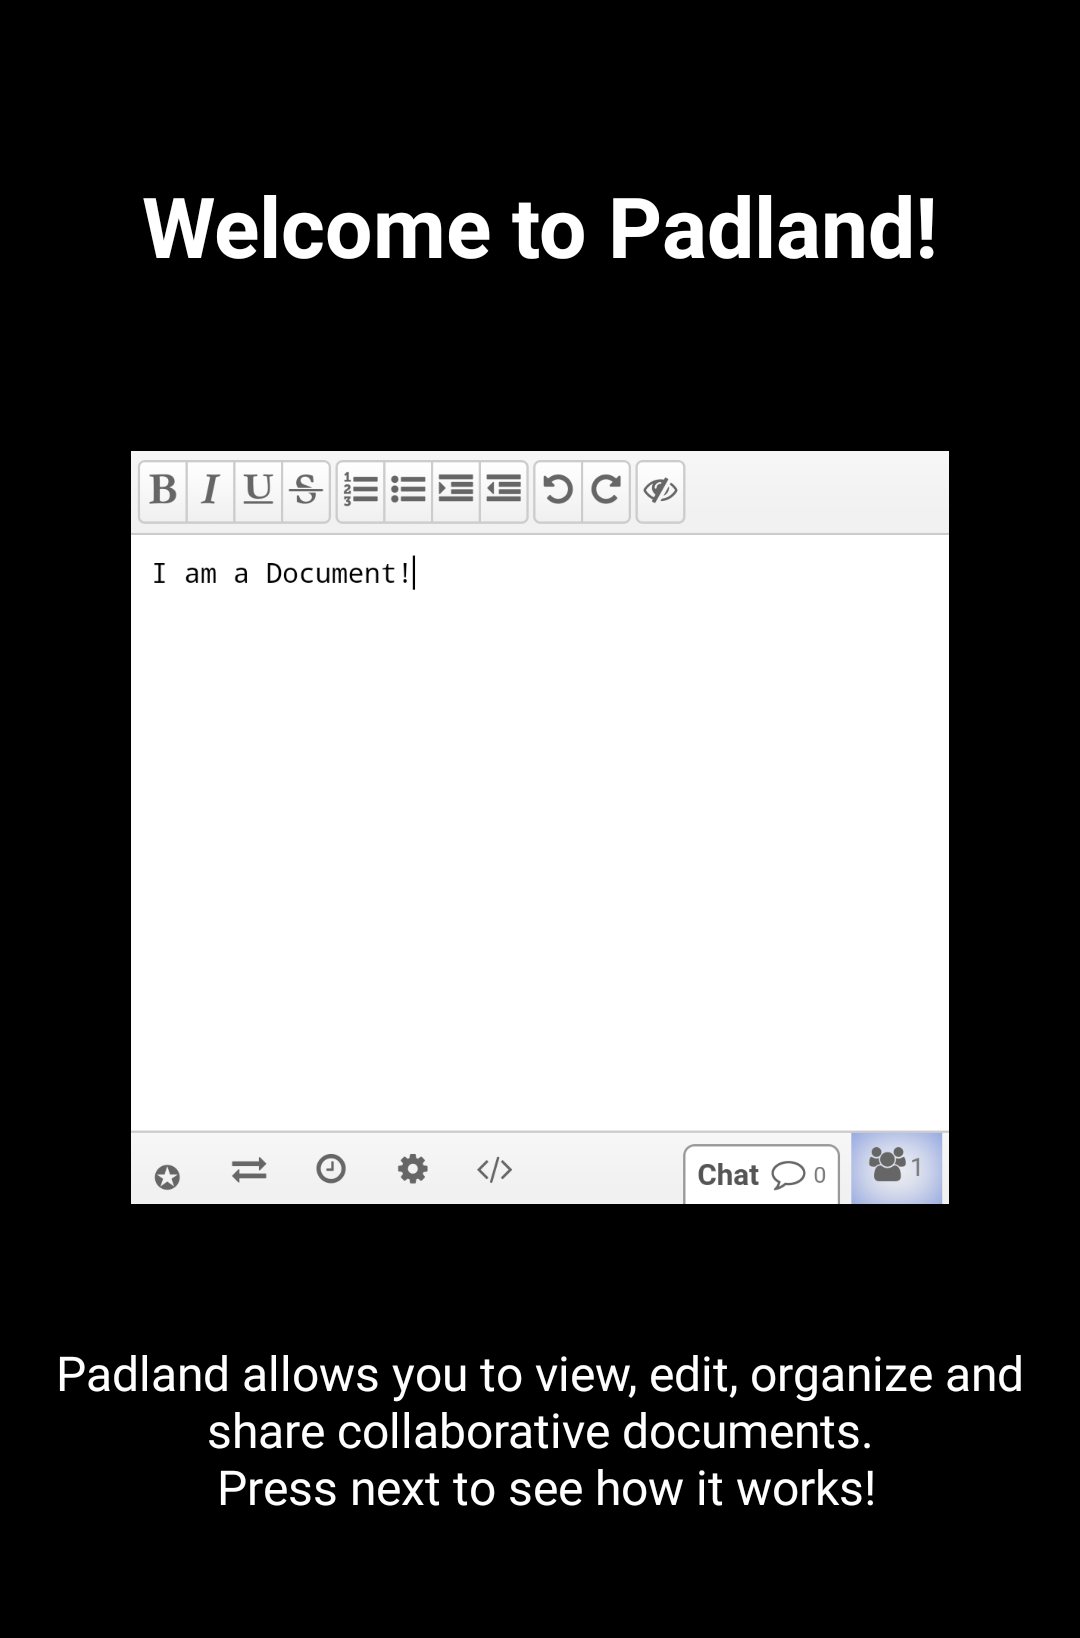 Welcome to Padland!
B I U S
I am a Document!
Chat 0
1
Padland allows you to view, edit, organize and
share collaborative documents.
Press next to see how it works!